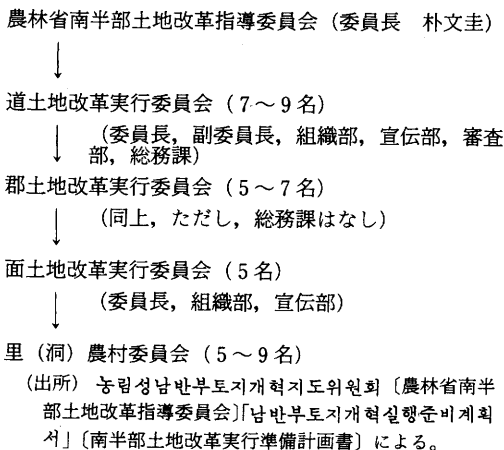 農林省南半部土地改革指導委員会（委員長　朴文圭）
↓
道土地改革実行委員会（7～9名）
↓（委員長，副委員長，組織部，宣伝部，審査
部，総務課）
郡土地改革実行委員会（5～7名）
↓（同上，ただし，総務課はなし）
面土地改革実行委員会（5名）
↓（委員長，組織部，宣伝部）
里（洞）農村委員会（5～9名）
（出所）농림성남반부토지개혁지도위원회〔農林省南半
部土地改革指導委員会〕「남반부토지개혁실행준비계획
서」〔南半部土地改革実行準備計画書〕による。